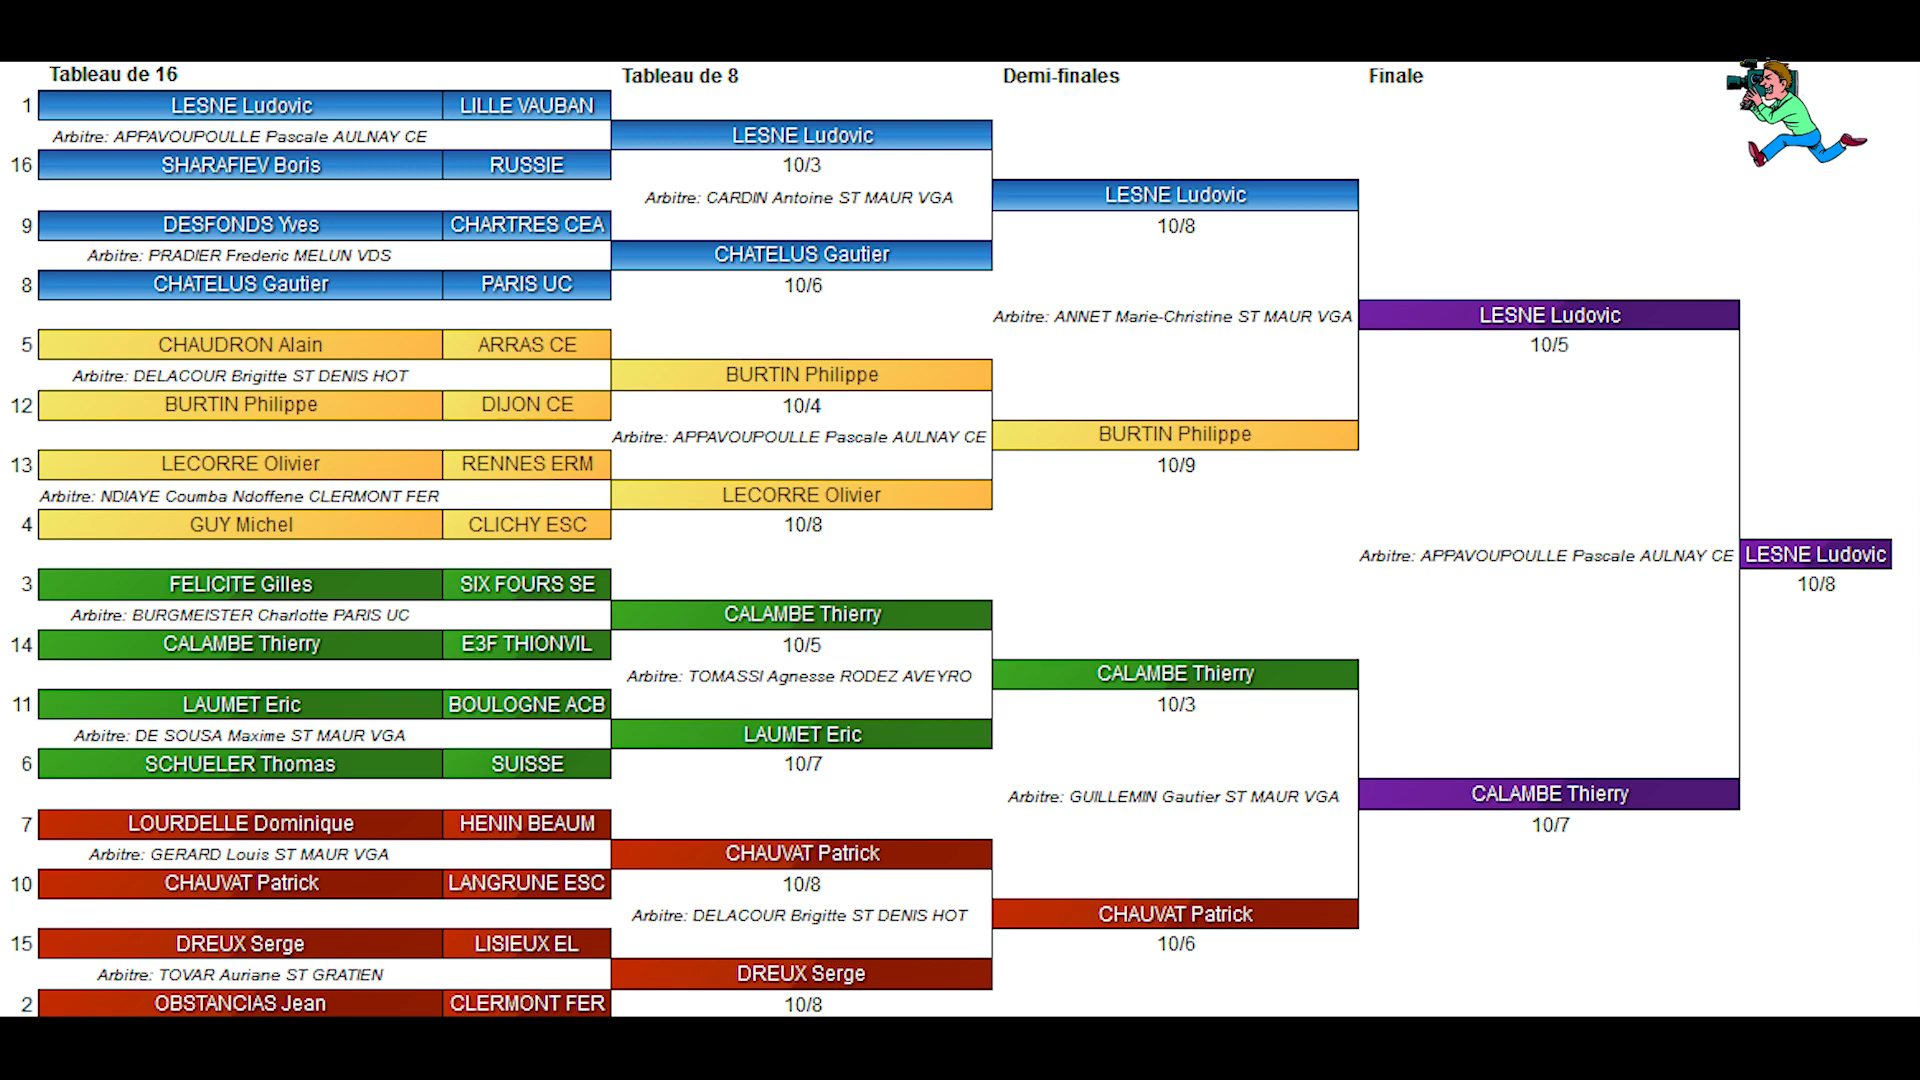 Tableau de 16
Tableau de 8
Demi-finales
Finale
1 LESNE Ludovic LILLE VAUBAN
Arbitre: APPAVOUPOULLE Pascale AULNAY CE
16 SHARAFIEV Boris RUSSIE
9 DESFONDS Yves CHARTRES CEA
Arbitre: PRADIER Frederic MELUN VDS
8 CHATELUS Gautier PARIS UC
5 CHAUDRON Alain ARRAS CE
Arbitre: DELACOUR Brigitte ST DENIS HOT
12 BURTIN Philippe DIJON CE
13 LECORRE Olivier RENNES ERM
Arbitre: NDIAYE Coumba Ndoffene CLERMONT FER
4 GUY Michel CLICHY ESC
3 FELICITE Gilles SIX FOURS SE
Arbitre: BURGMEISTER Charlotte PARIS UC
14 CALAMBE Thierry E3F THIONVIL
11 LAUMET Eric BOULOGNE ACB
Arbitre: DE SOUSA Maxime ST MAUR VGA
6 SCHUELER Thomas SUISSE
7 LOURDELLE Dominique HENIN BEAUM
Arbitre: GERARD Louis ST MAUR VGA
10 CHAUVAT Patrick LANGRUNE ESC
15 DREUX Serge LISIEUX EL
Arbitre: TOVAR Auriane ST GRATIEN
2 OBSTANCIAS Jean CLERMONT FER
LESNE Ludovic
10/3
Arbitre: CARDIN Antoine ST MAUR VGA
CHATELUS Gautier
10/6
BURTIN Philippe
10/4
Arbitre: APPAVOUPOULLE Pascale AULNAY CE
LECORRE Olivier
10/8
CALAMBE Thierry
10/5
Arbitre: TOMASSI Agnesse RODEZ AVEYRO
LAUMET Eric
10/7
CHAUVAT Patrick
10/8
Arbitre: DELACOUR Brigitte ST DENIS HOT
DREUX Serge
10/8
LESNE Ludovic
10/8
Arbitre: ANNET Marie-Christine ST MAUR VGA
BURTIN Philippe
10/9
CALAMBE Thierry
10/3
Arbitre: GUILLEMIN Gautier ST MAUR VGA
CHAUVAT Patrick
10/6
LESNE Ludovic
10/5
Arbitre: APPAVOUPOULLE Pascale AULNAY CE
CALAMBE Thierry
10/7
LESNE Ludovic
10/8